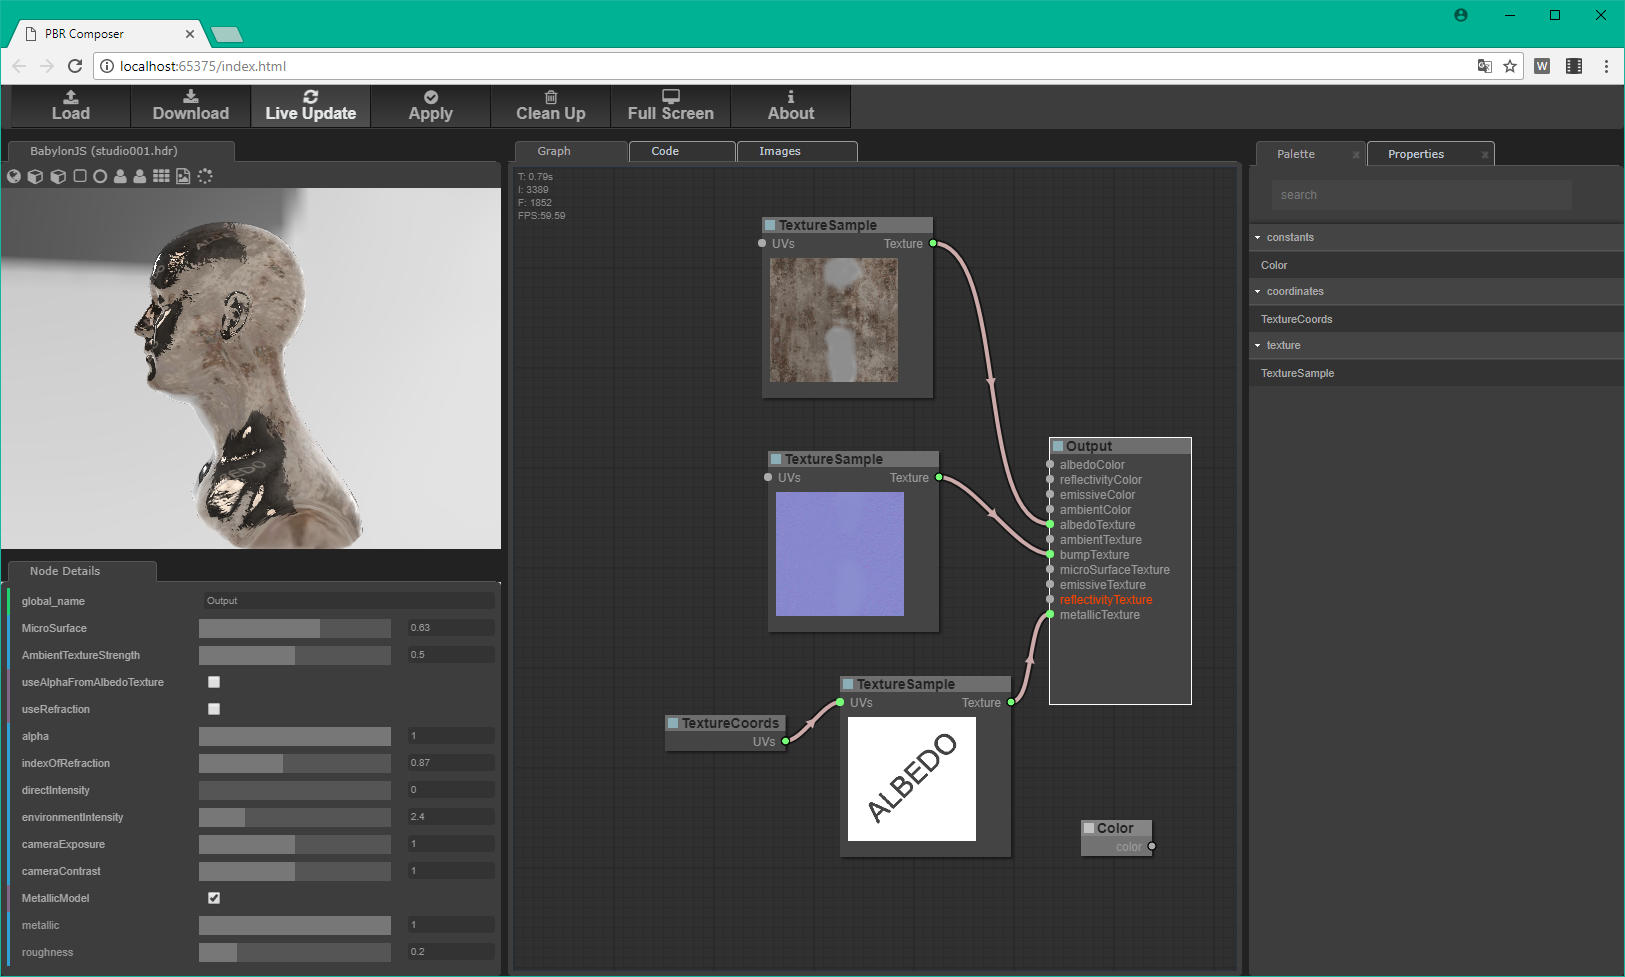 PBR Composer
localhost:65375/index.html
W
Load
Download
Live Update
Apply
Clean Up
Full Screen
About
BabylonJS (studio001.hdr)
Graph
Code
Images
Palette x
Properties x
T: 0.79s
I: 3389
F: 1852
FPS:59.59
search
constants
Color
coordinates
TextureCoords
texture
TextureSample
TextureSample
UVs Texture
TextureSample
UVs Texture
TextureSample
UVs Texture
ALBEDO
TextureCoords
UVs
Output
albedoColor
reflectivityColor
emissiveColor
ambientColor
albedoTexture
ambientTexture
bumpTexture
microSurfaceTexture
emissiveTexture
reflectivityTexture
metallicTexture
Color
color
Node Details
global_name Output
MicroSurface 0.63
AmbientTextureStrength 0.5
useAlphaFromAlbedoTexture
useRefraction
alpha 1
indexOfRefraction 0.87
directIntensity 0
environmentIntensity 2.4
cameraExposure 1
cameraContrast 1
MetallicModel
metallic 1
roughness 0.2